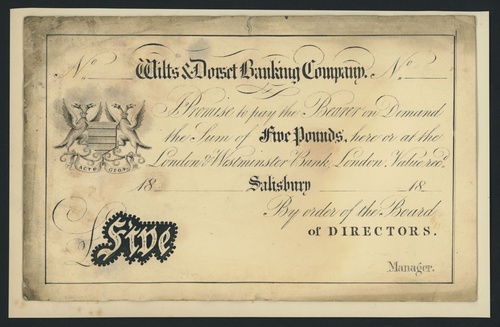 No Wilts & Dorset Banking Company. No
I Promise to pay the Bearer on Demand
the Sum of Five Pounds, here or at the
London & Westminster Bank, London. Value recd.
18 Salisbury 18
By order of the Board
£Five of DIRECTORS.
Manager.